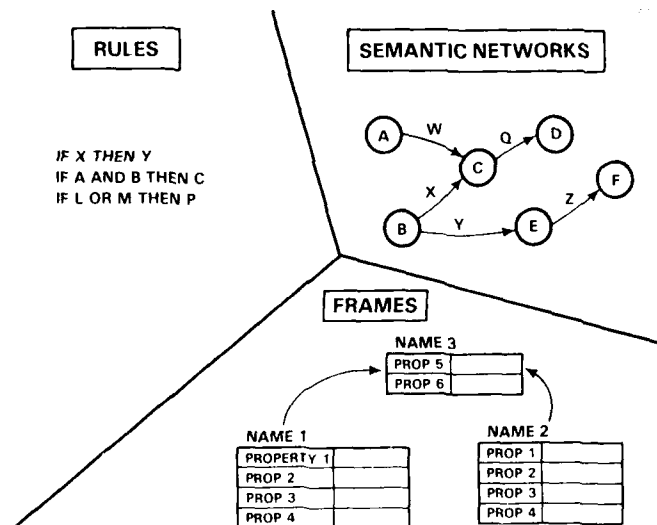 RULES
IF X THEN Y
IF A AND B THEN C
IF L OR M THEN P
SEMANTIC NETWORKS
A
W
C
Q
D
X
B
Y
E
Z
F
FRAMES
NAME 3
PROP 5
PROP 6
NAME 1
PROPERTY 1
PROP 2
PROP 3
PROP 4
NAME 2
PROP 1
PROP 2
PROP 3
PROP 4